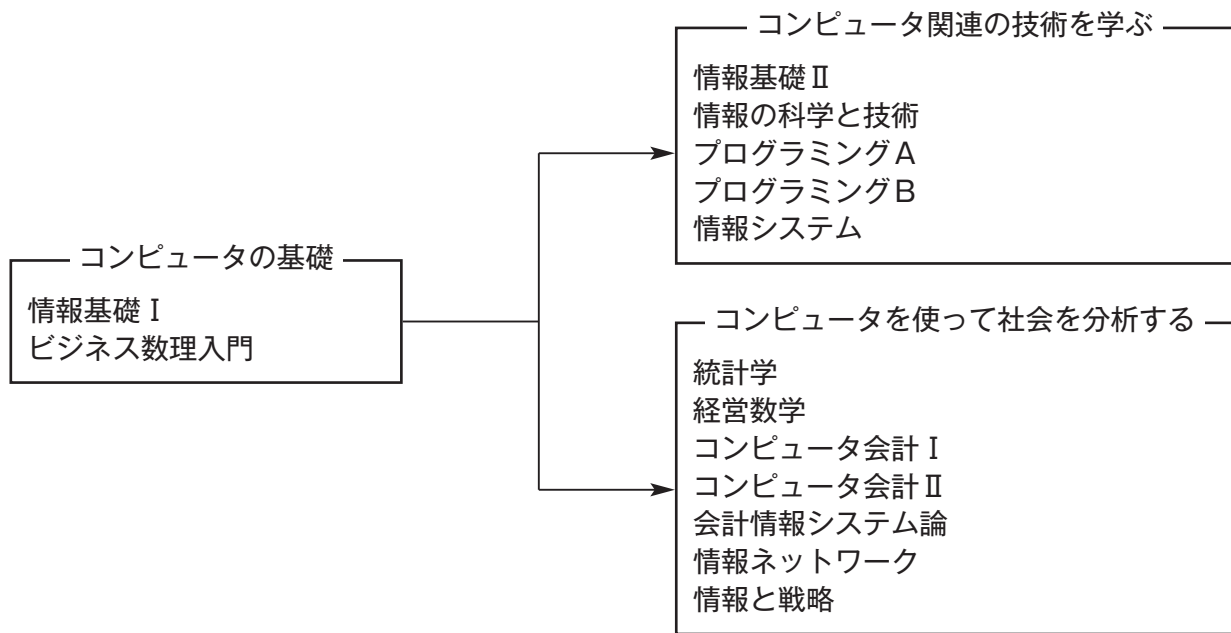 コンピュータの基礎
情報基礎Ⅰ
ビジネス数理入門
コンピュータ関連の技術を学ぶ
情報基礎Ⅱ
情報の科学と技術
プログラミングA
プログラミングB
情報システム
コンピュータを使って社会を分析する
統計学
経営数学
コンピュータ会計Ⅰ
コンピュータ会計Ⅱ
会計情報システム論
情報ネットワーク
情報と戦略